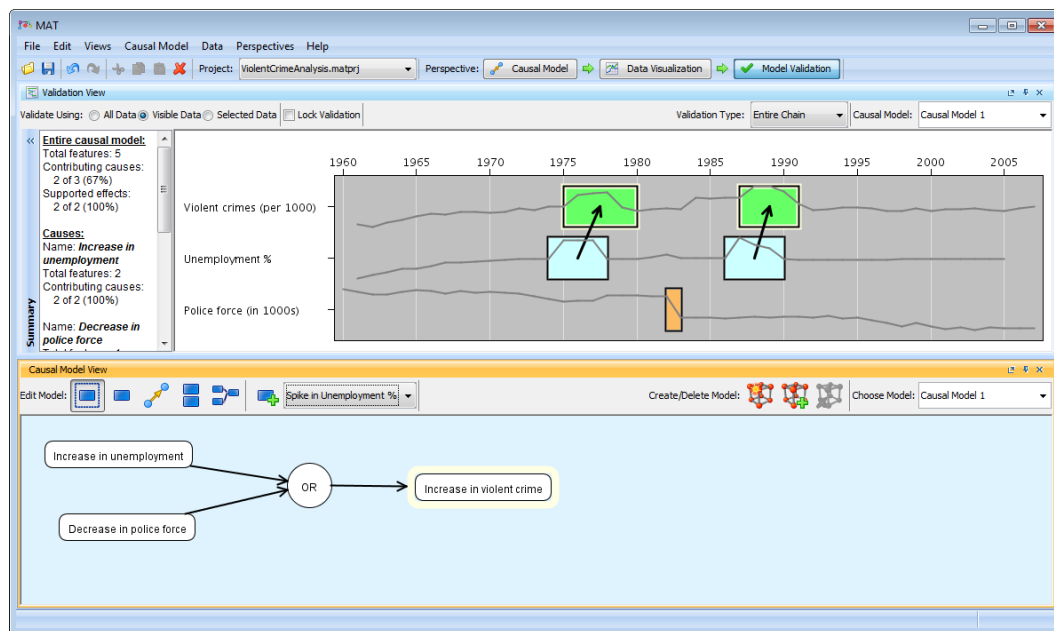 MAT
File Edit Views Causal Model Data Perspectives Help
Project: ViolentCrimeAnalysis.matprj Perspective: Causal Model Data Visualization Model Validation
Validation View
Validate Using: All Data Visible Data Selected Data Lock Validation Validation Type: Entire Chain Causal Model: Causal Model 1
Summary
Entire causal model:
Total features: 5
Contributing causes:
2 of 3 (67%)
Supported effects:
2 of 2 (100%)
Causes:
Name: Increase in
unemployment
Total features: 2
Contributing causes:
2 of 2 (100%)
Name: Decrease in
police force
1960 1965 1970 1975 1980 1985 1990 1995 2000 2005
Violent crimes (per 1000)
Unemployment %
Police force (in 1000s)
Causal Model View
Edit Model: Spike in Unemployment % Create/Delete Model: Choose Model: Causal Model 1
Increase in unemployment
OR
Increase in violent crime
Decrease in police force